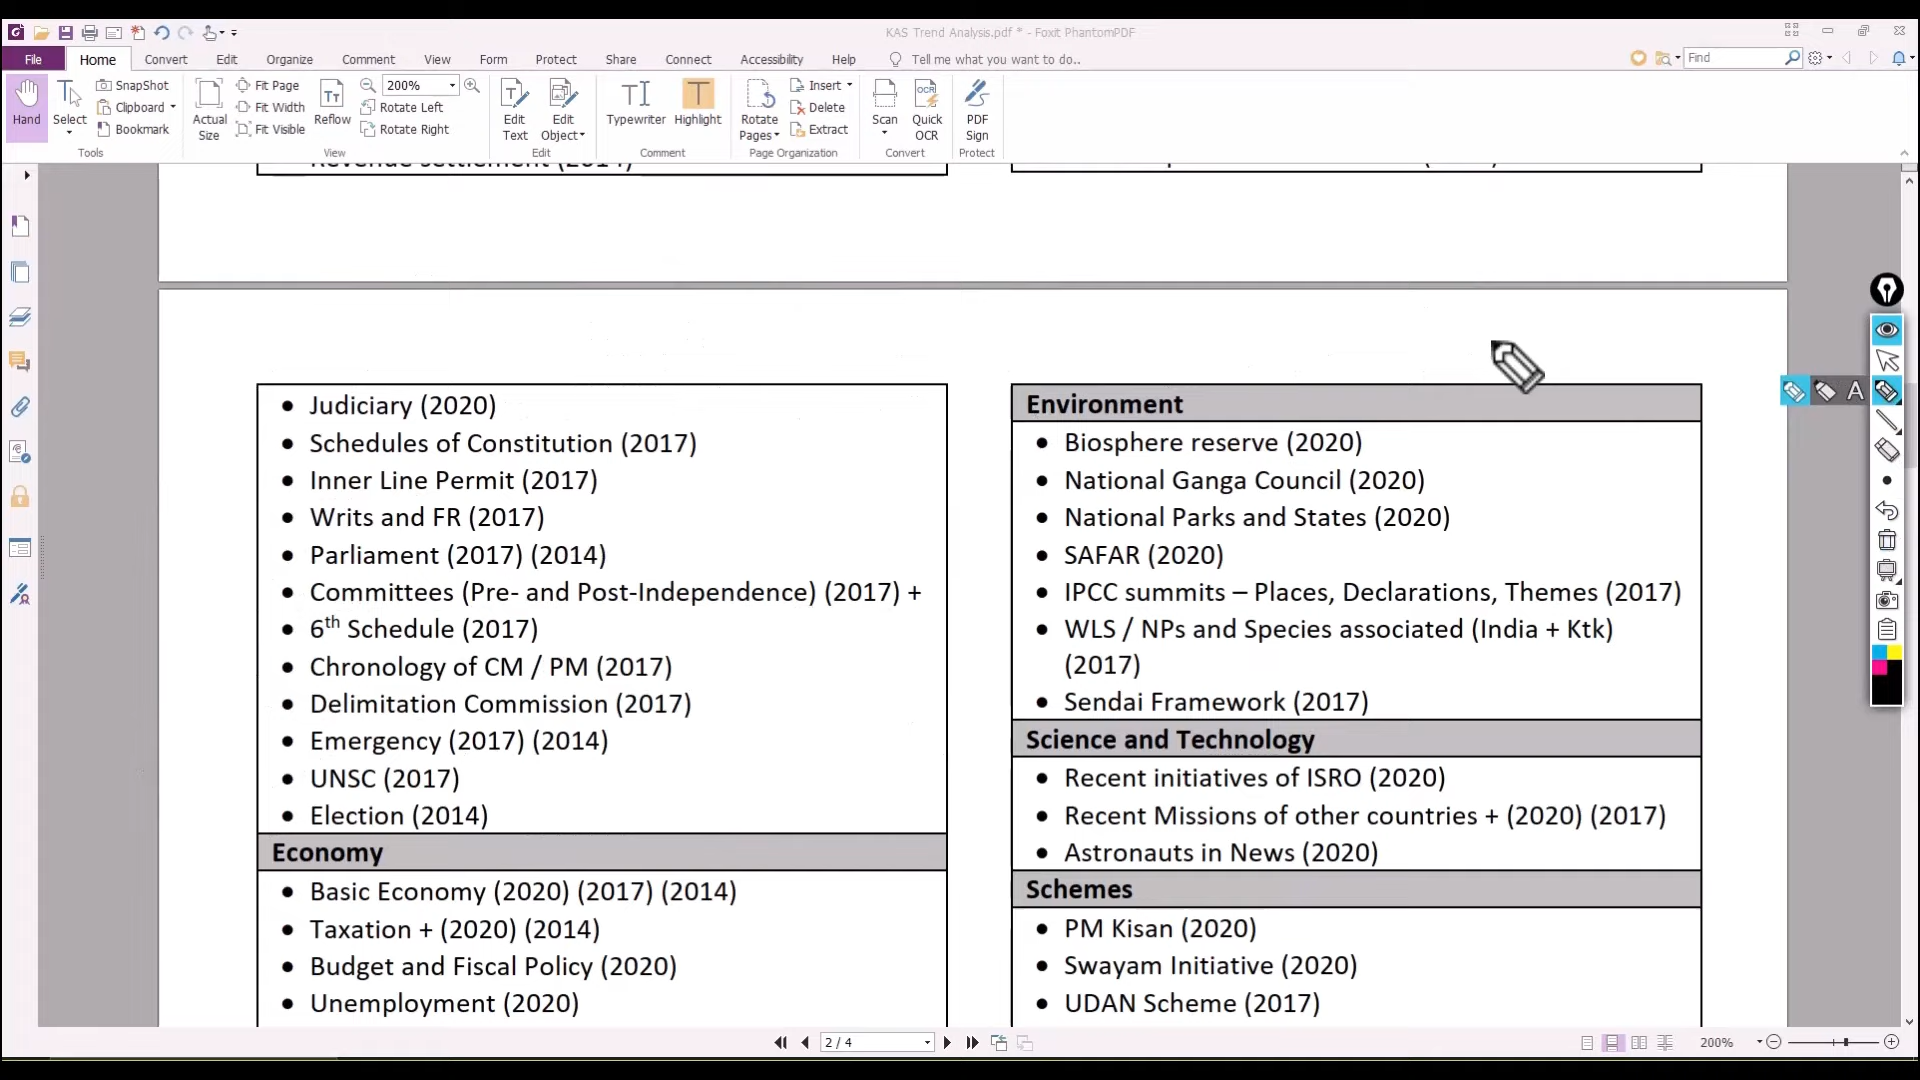 KAS Trend Analysis.pdf * - Foxit PhantomPDF
File Home Convert Edit Organize Comment View Form Protect Share Connect Accessibility Help Tell me what you want to do.. Find
Hand
Select
SnapShot
Clipboard
Bookmark
Tools
Actual Size
Fit Page
Fit Width
Fit Visible
Reflow
200%
Rotate Left
Rotate Right
View
Edit Text
Edit Object
Edit
Typewriter
Highlight
Comment
Rotate Pages
Insert
Delete
Extract
Page Organization
Scan
Quick OCR
Convert
PDF Sign
Protect
Revenue settlement (2014)
• Judiciary (2020)
• Schedules of Constitution (2017)
• Inner Line Permit (2017)
• Writs and FR (2017)
• Parliament (2017) (2014)
• Committees (Pre- and Post-Independence) (2017) +
• 6th Schedule (2017)
• Chronology of CM / PM (2017)
• Delimitation Commission (2017)
• Emergency (2017) (2014)
• UNSC (2017)
• Election (2014)
Economy
• Basic Economy (2020) (2017) (2014)
• Taxation + (2020) (2014)
• Budget and Fiscal Policy (2020)
• Unemployment (2020)
Environment
• Biosphere reserve (2020)
• National Ganga Council (2020)
• National Parks and States (2020)
• SAFAR (2020)
• IPCC summits – Places, Declarations, Themes (2017)
• WLS / NPs and Species associated (India + Ktk)
(2017)
• Sendai Framework (2017)
Science and Technology
• Recent initiatives of ISRO (2020)
• Recent Missions of other countries + (2020) (2017)
• Astronauts in News (2020)
Schemes
• PM Kisan (2020)
• Swayam Initiative (2020)
• UDAN Scheme (2017)
A
2 / 4
200%